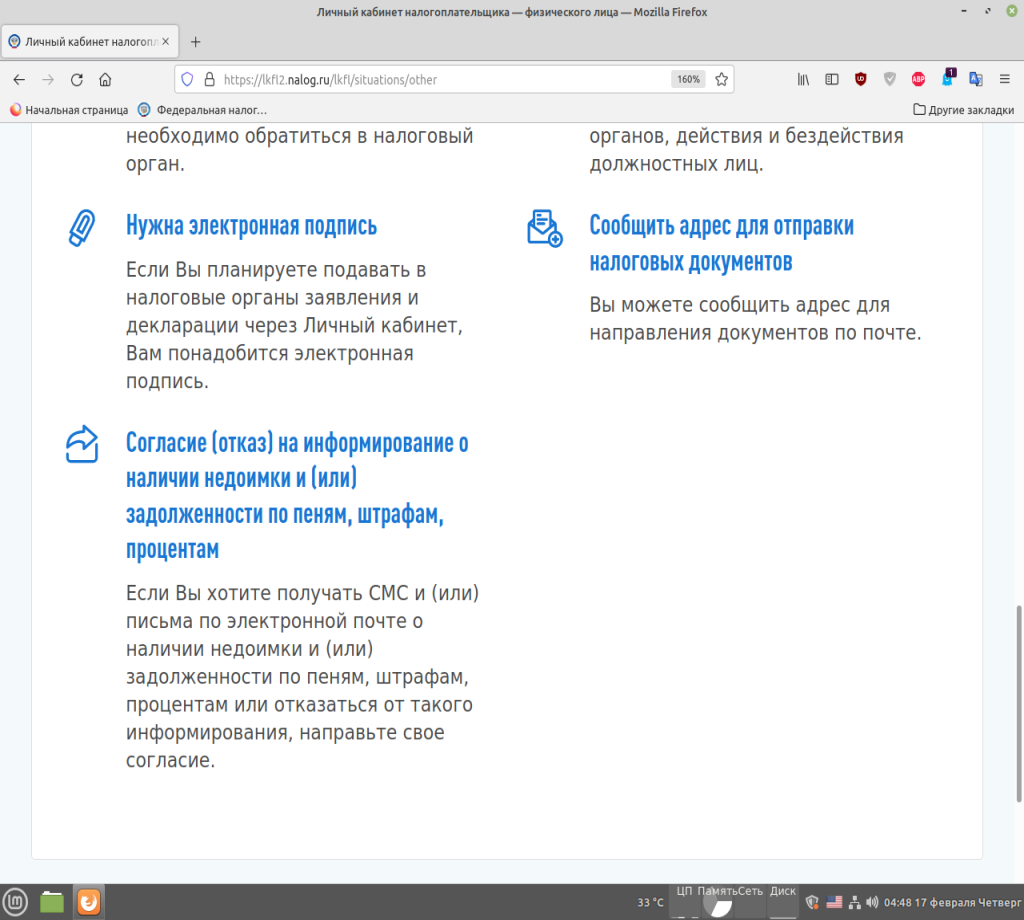 Личный кабинет налогоплательщика — физического лица — Mozilla Firefox
Личный кабинет налогопл
https://lkfl2.nalog.ru/lkfl/situations/other
160%
UD
ABP
1
Начальная страница
Федеральная налог…
Другие закладки
необходимо обратиться в налоговый
орган.
органов, действия и бездействия
должностных лиц.
Нужна электронная подпись
Если Вы планируете подавать в
налоговые органы заявления и
декларации через Личный кабинет,
Вам понадобится электронная
подпись.
Сообщить адрес для отправки
налоговых документов
Вы можете сообщить адрес для
направления документов по почте.
Согласие (отказ) на информирование о
наличии недоимки и (или)
задолженности по пеням, штрафам,
процентам
Если Вы хотите получать СМС и (или)
письма по электронной почте о
наличии недоимки и (или)
задолженности по пеням, штрафам,
процентам или отказаться от такого
информирования, направьте свое
согласие.
33 °C
ЦП Память Сеть Диск
04:48 17 февраля Четверг